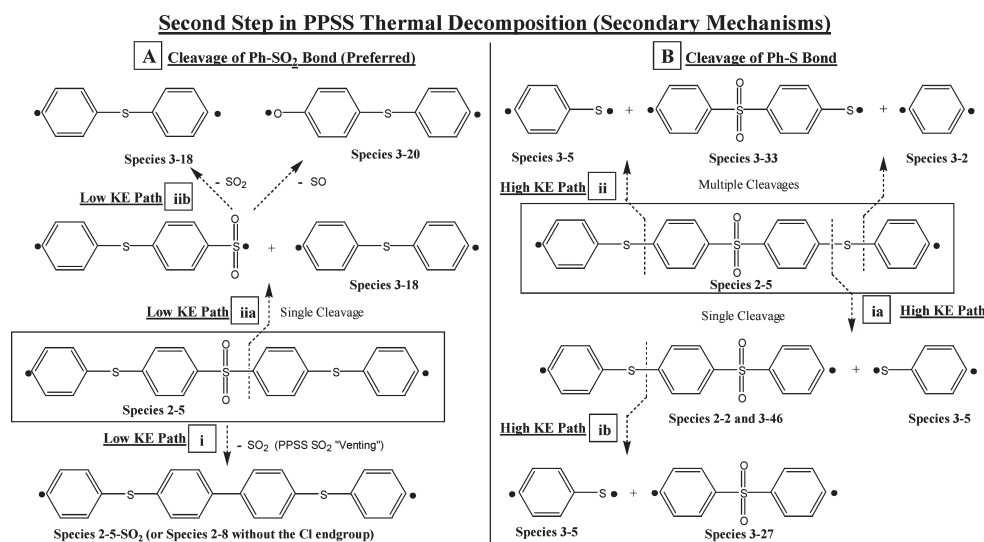 Second Step in PPSS Thermal Decomposition (Secondary Mechanisms)
A Cleavage of Ph-SO2 Bond (Preferred)
S
Species 3-18
O S
Species 3-20
- SO2
- SO
Low KE Path iib
S O S O
+
S
Species 3-18
Low KE Path iia
Single Cleavage
S O S O S
Species 2-5
Low KE Path i
- SO2 (PPSS SO2 "Venting")
S S
Species 2-5-SO2 (or Species 2-8 without the Cl endgroup)
B Cleavage of Ph-S Bond
S + O S O S +
Species 3-5
Species 3-33
Species 3-2
High KE Path ii
Multiple Cleavages
S O S O S
Species 2-5
Single Cleavage
ia High KE Path
S O S O + S
Species 2-2 and 3-46
Species 3-5
High KE Path ib
S + O S O
Species 3-5
Species 3-27